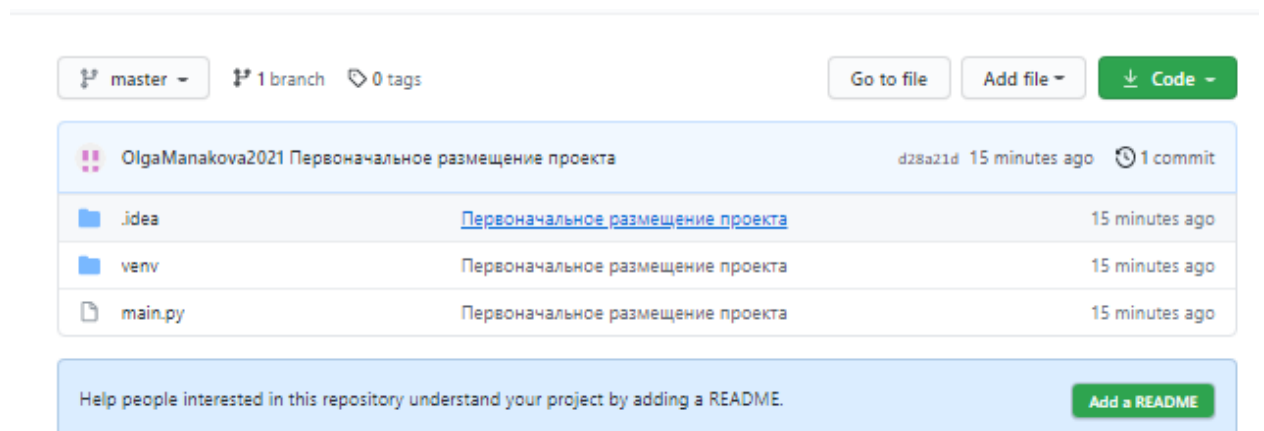 master 1 branch 0 tags Go to file Add file Code
OlgaManakova2021 Первоначальное размещение проекта d28a21d 15 minutes ago 1 commit
.idea Первоначальное размещение проекта 15 minutes ago
venv Первоначальное размещение проекта 15 minutes ago
main.py Первоначальное размещение проекта 15 minutes ago
Help people interested in this repository understand your project by adding a README. Add a README